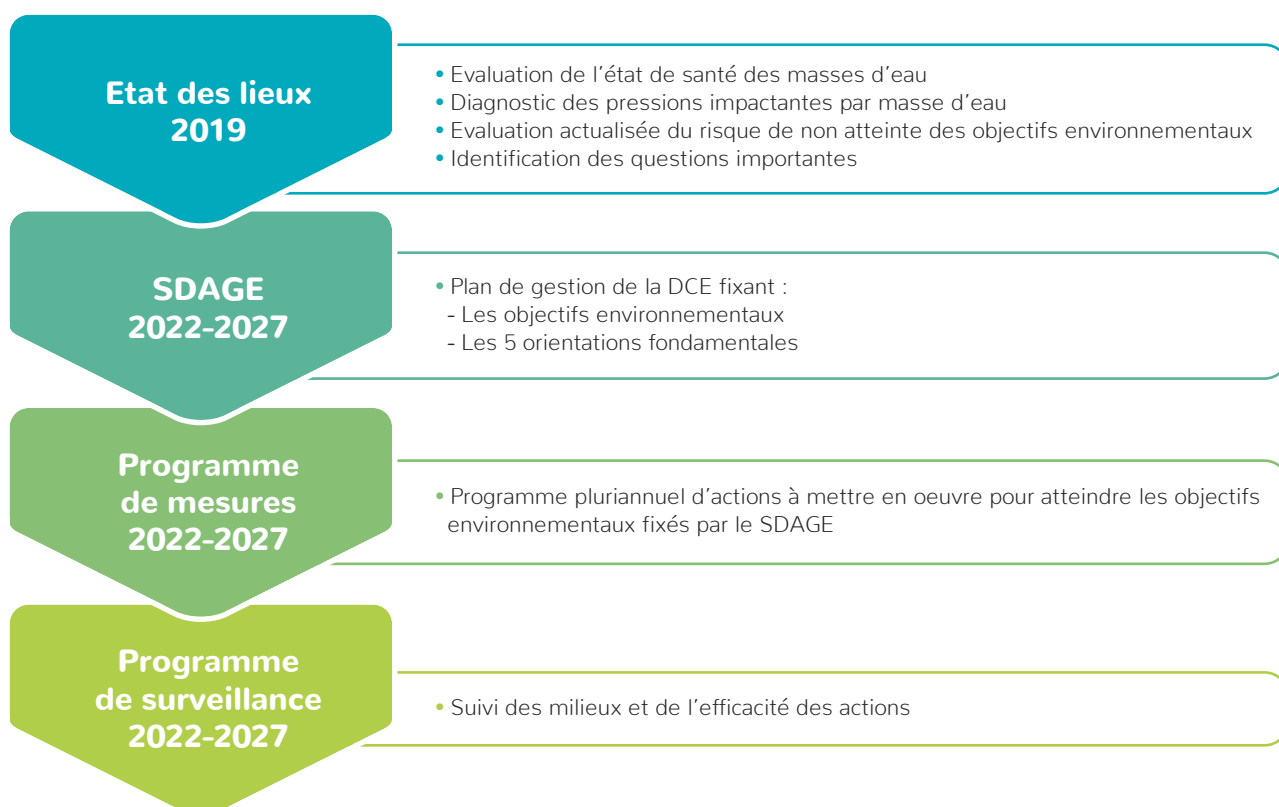 Etat des lieux
2019
• Evaluation de l'état de santé des masses d'eau
• Diagnostic des pressions impactantes par masse d'eau
• Evaluation actualisée du risque de non atteinte des objectifs environnementaux
• Identification des questions importantes
SDAGE
2022-2027
• Plan de gestion de la DCE fixant :
- Les objectifs environnementaux
- Les 5 orientations fondamentales
Programme
de mesures
2022-2027
• Programme pluriannuel d'actions à mettre en oeuvre pour atteindre les objectifs
environnementaux fixés par le SDAGE
Programme
de surveillance
2022-2027
• Suivi des milieux et de l'efficacité des actions